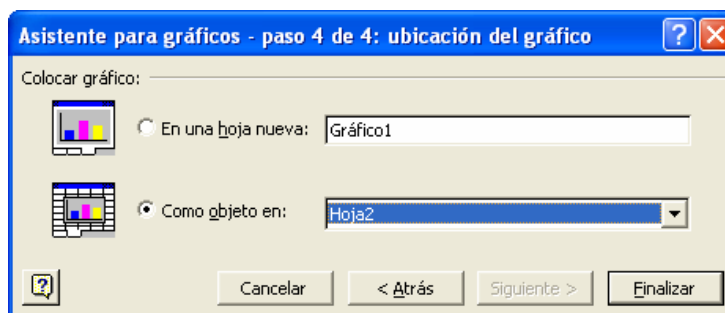 Asistente para gráficos - paso 4 de 4: ubicación del gráfico
Colocar gráfico:
En una hoja nueva: Gráfico1
Como objeto en: Hoja2
Cancelar < Atrás Siguiente > Finalizar